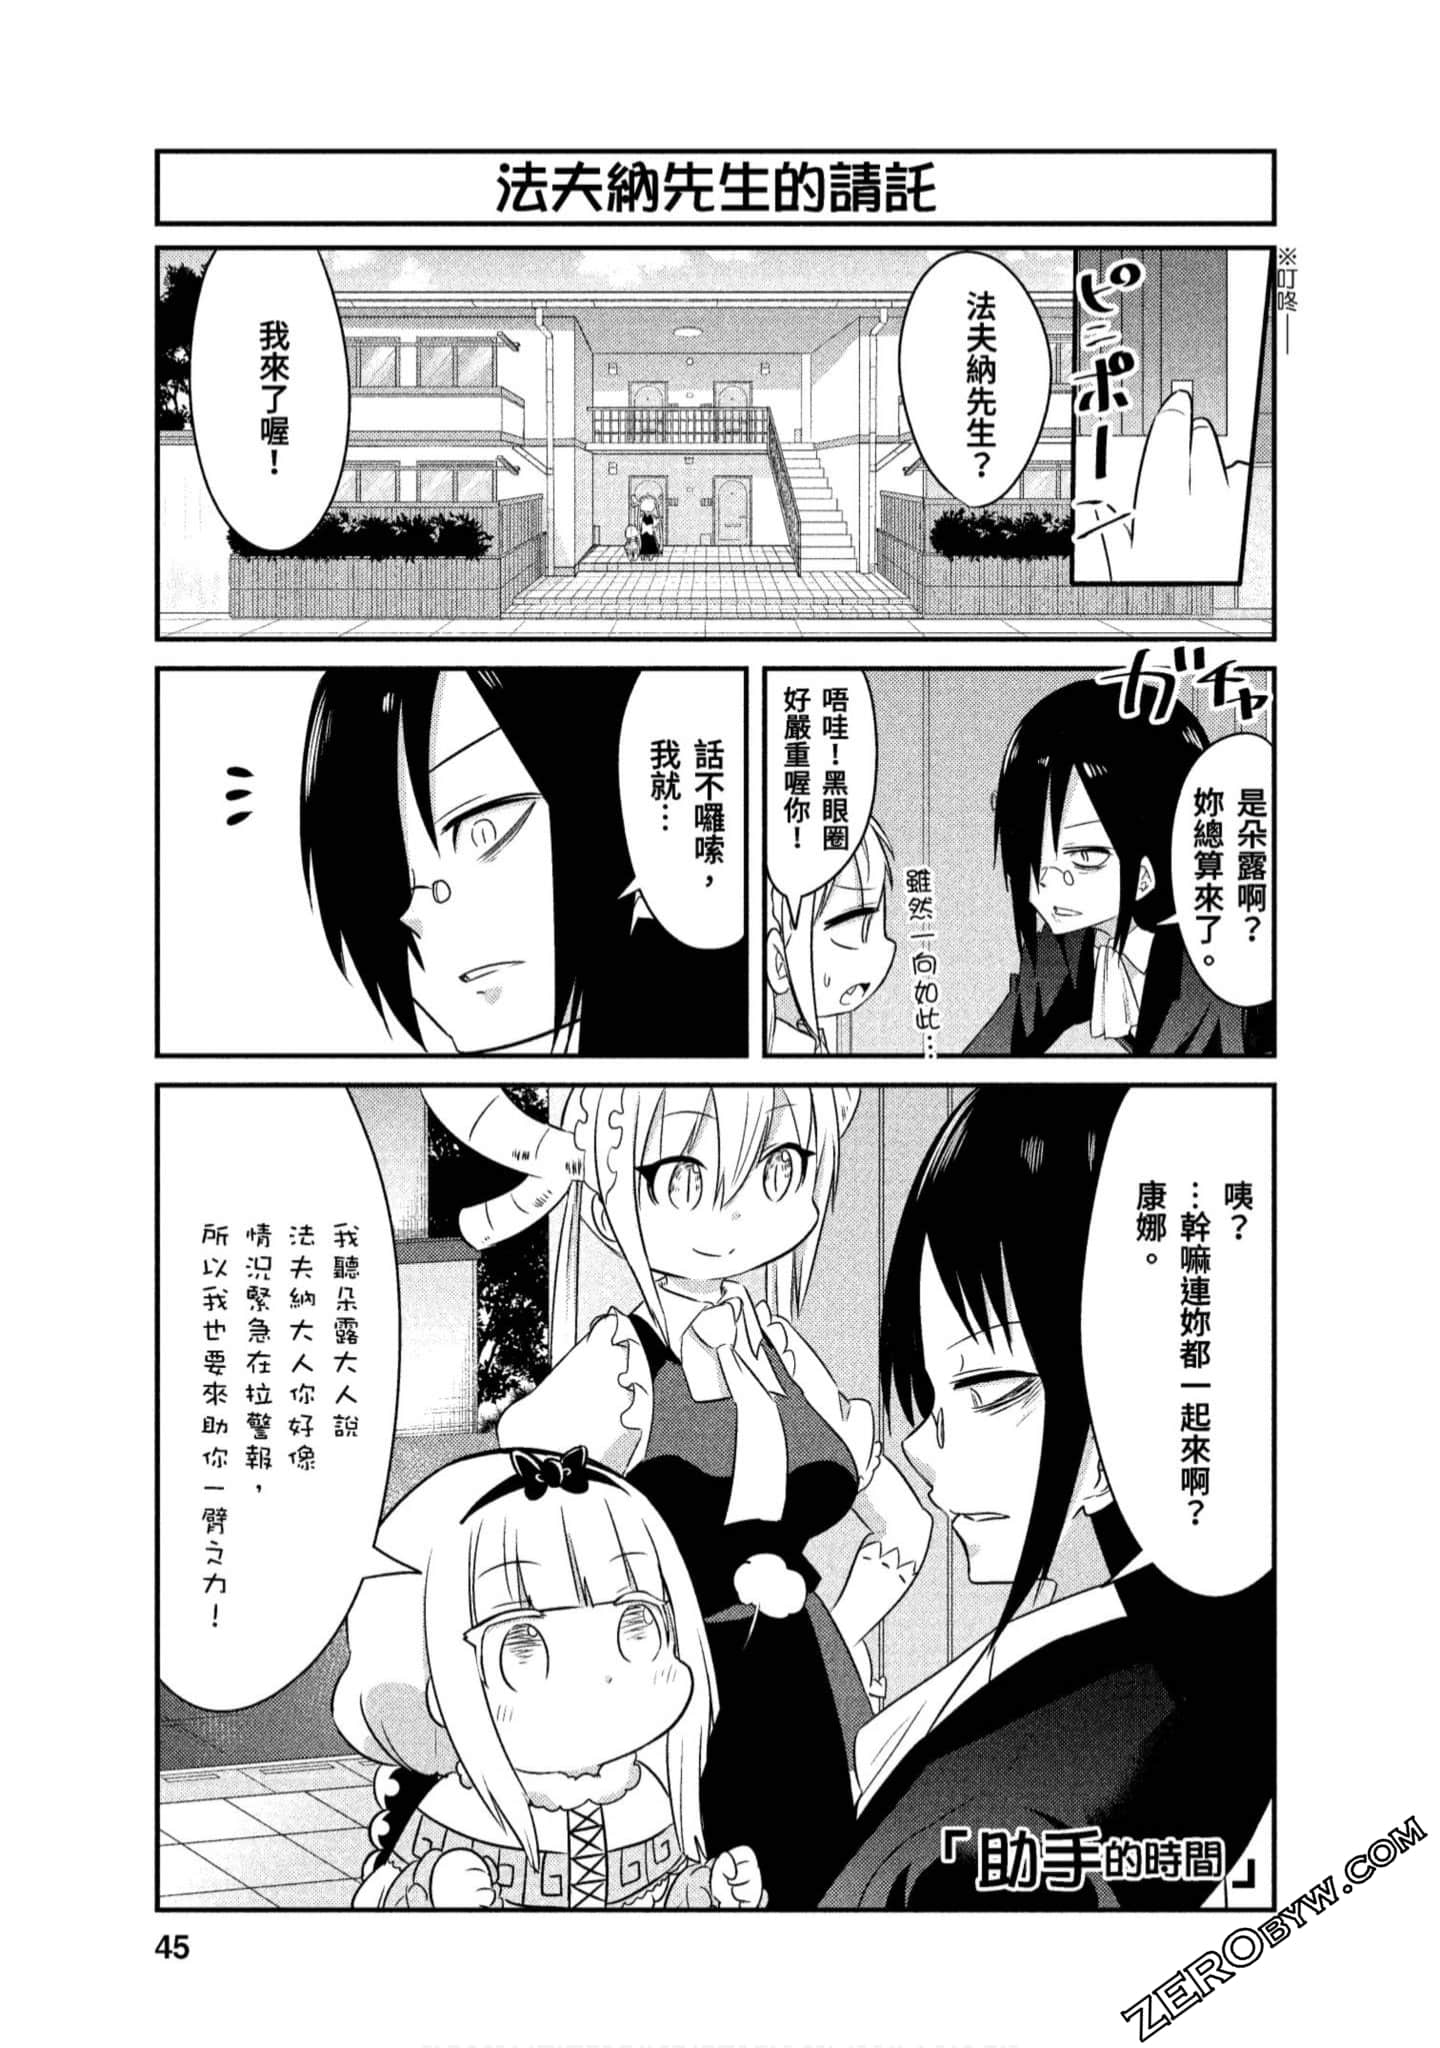 法夫納先生的請託
※叮咚——
ピンポーン
法夫納先生？
我來了喔！
ガチャ
是朵露啊？
妳總算來了。
唔哇！黑眼圈
好嚴重喔你！
雖然一向如此…
話不囉嗦，
我就…
咦？
…幹嘛連妳都一起來啊？
康娜。
我聽朵露大人說
法夫納大人你好像
情況緊急在拉警報，
所以我也要來助你一臂之力！
「助手的時間」
45
ZEROBYW.COM